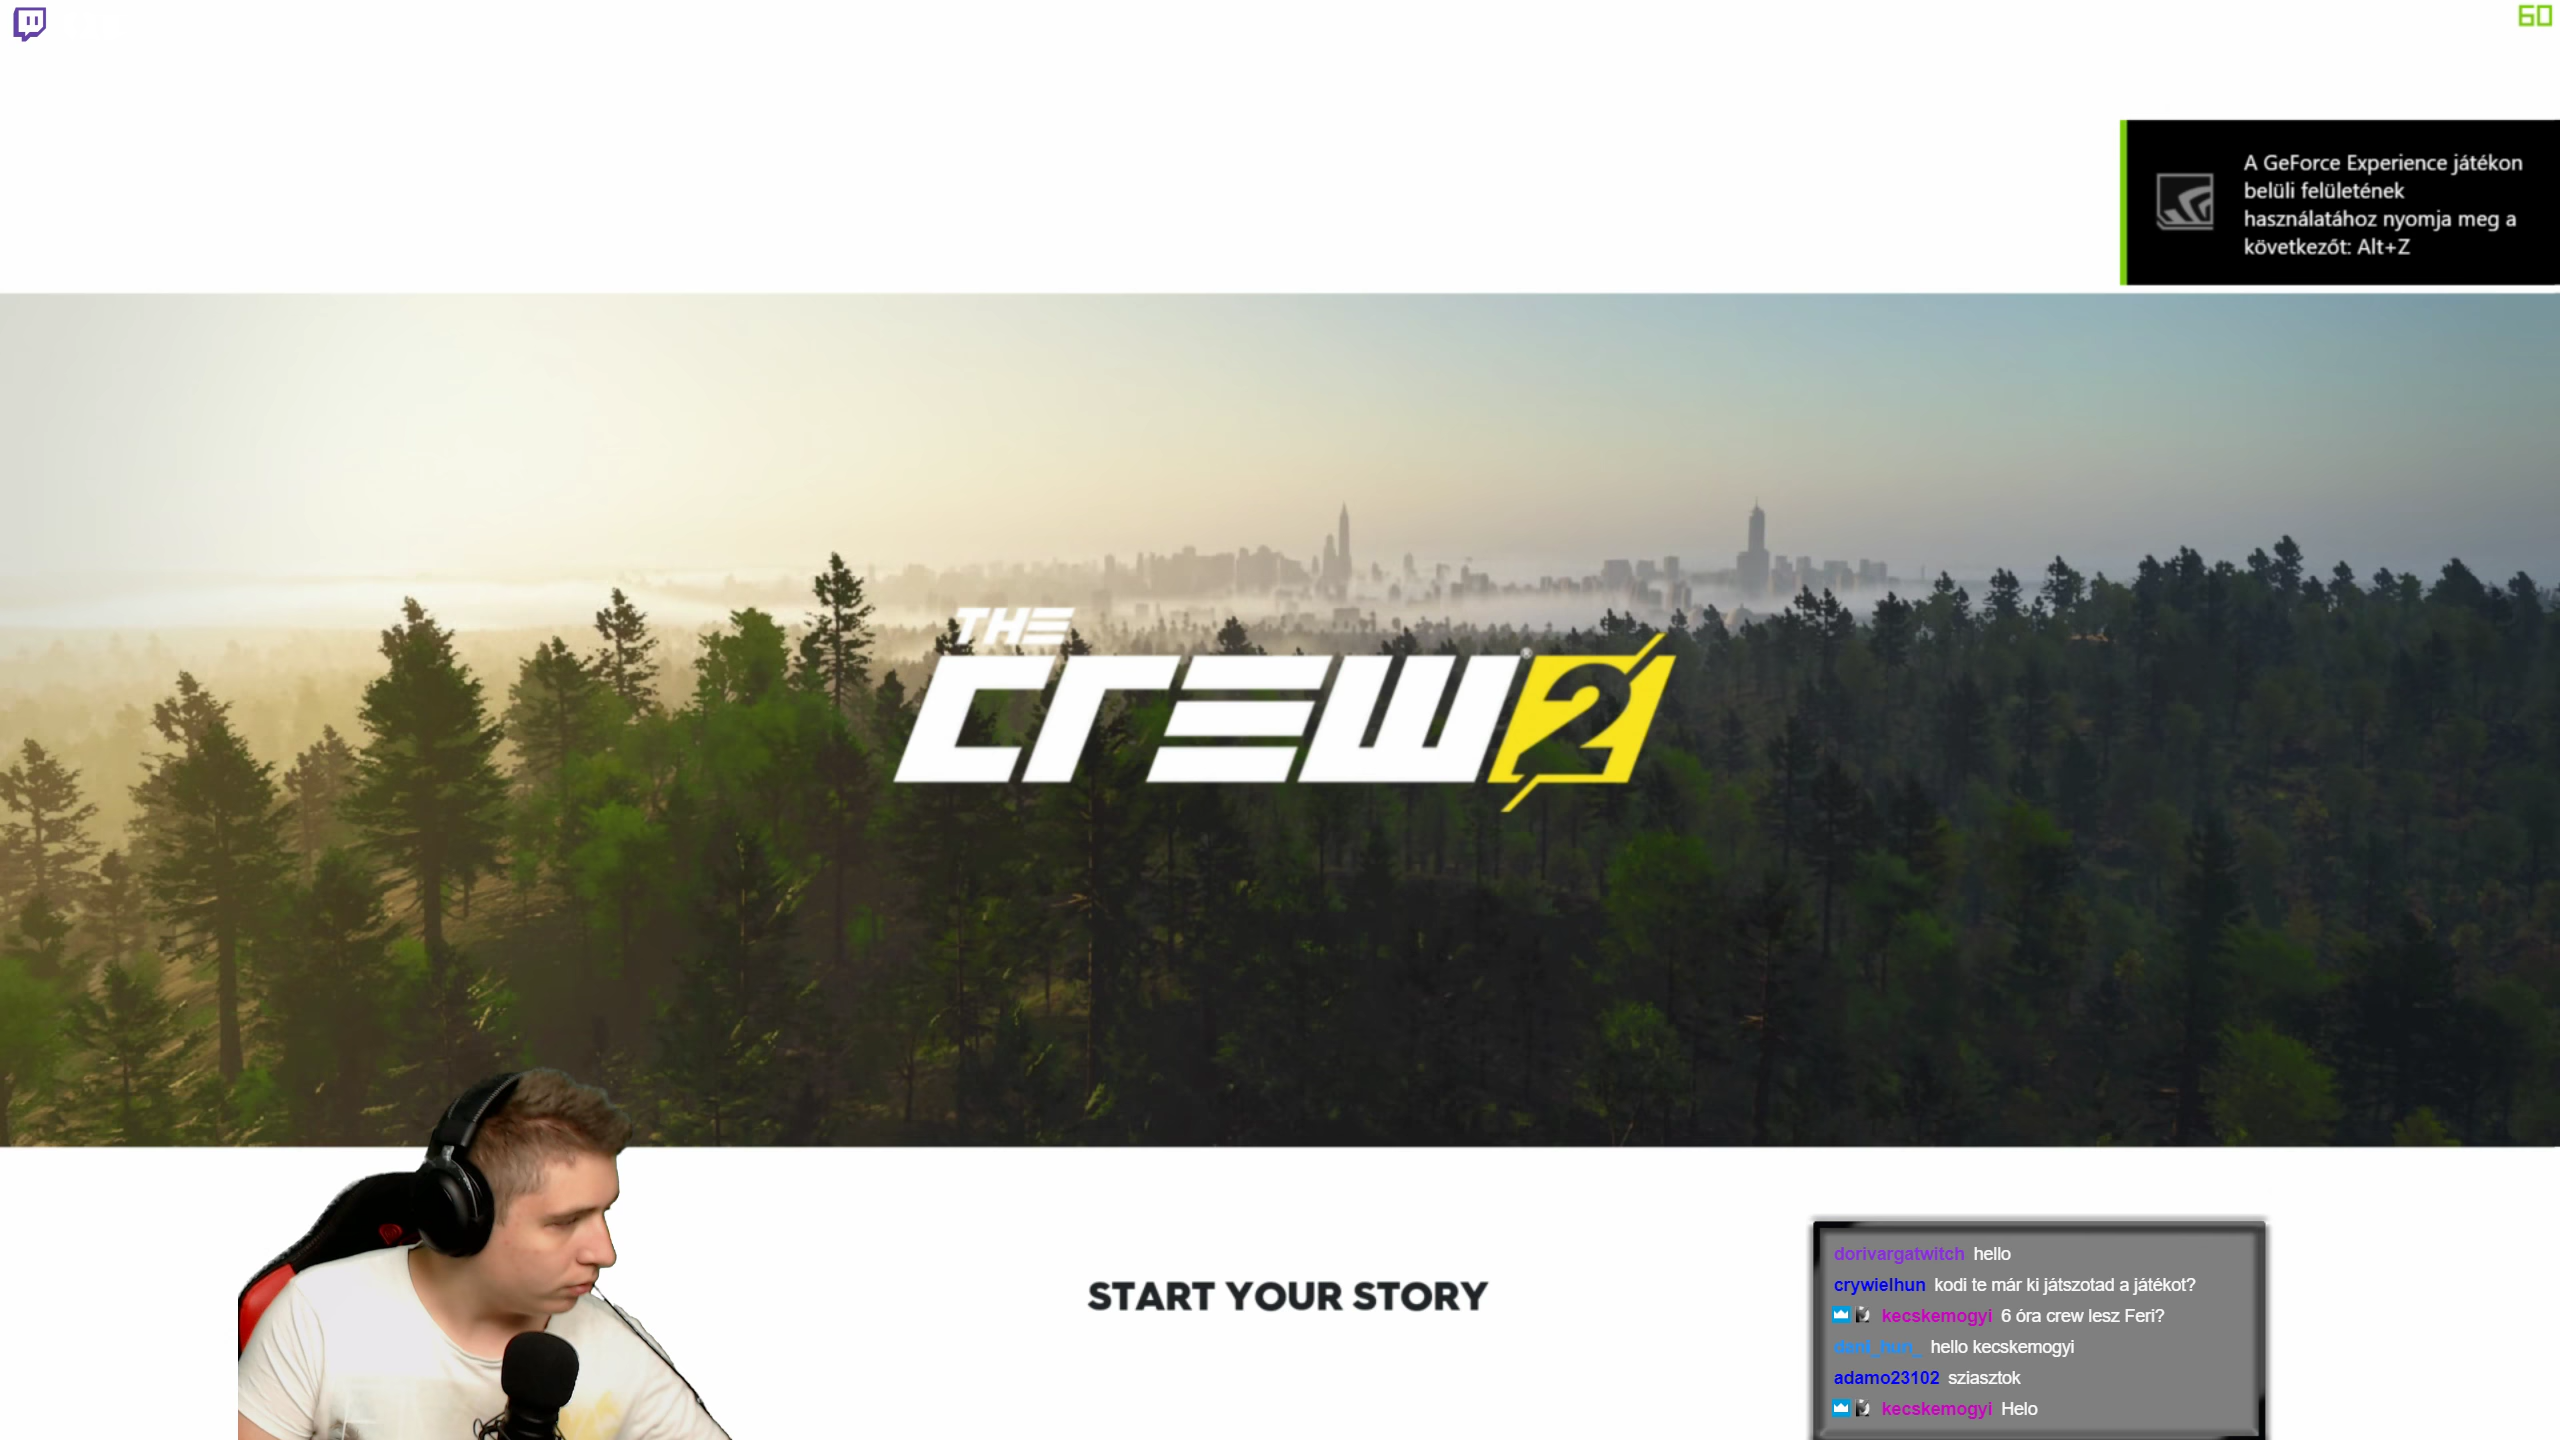 60
A GeForce Experience játékon
belüli felületének
használatához nyomja meg a
következőt: Alt+Z
THE
CREW® 2
START YOUR STORY
dorivargatwitch hello
crywielhun kodi te már ki játszotad a játékot?
kecskemogyi 6 óra crew lesz Feri?
dani_hun_ hello kecskemogyi
adamo23102 sziasztok
kecskemogyi Helo